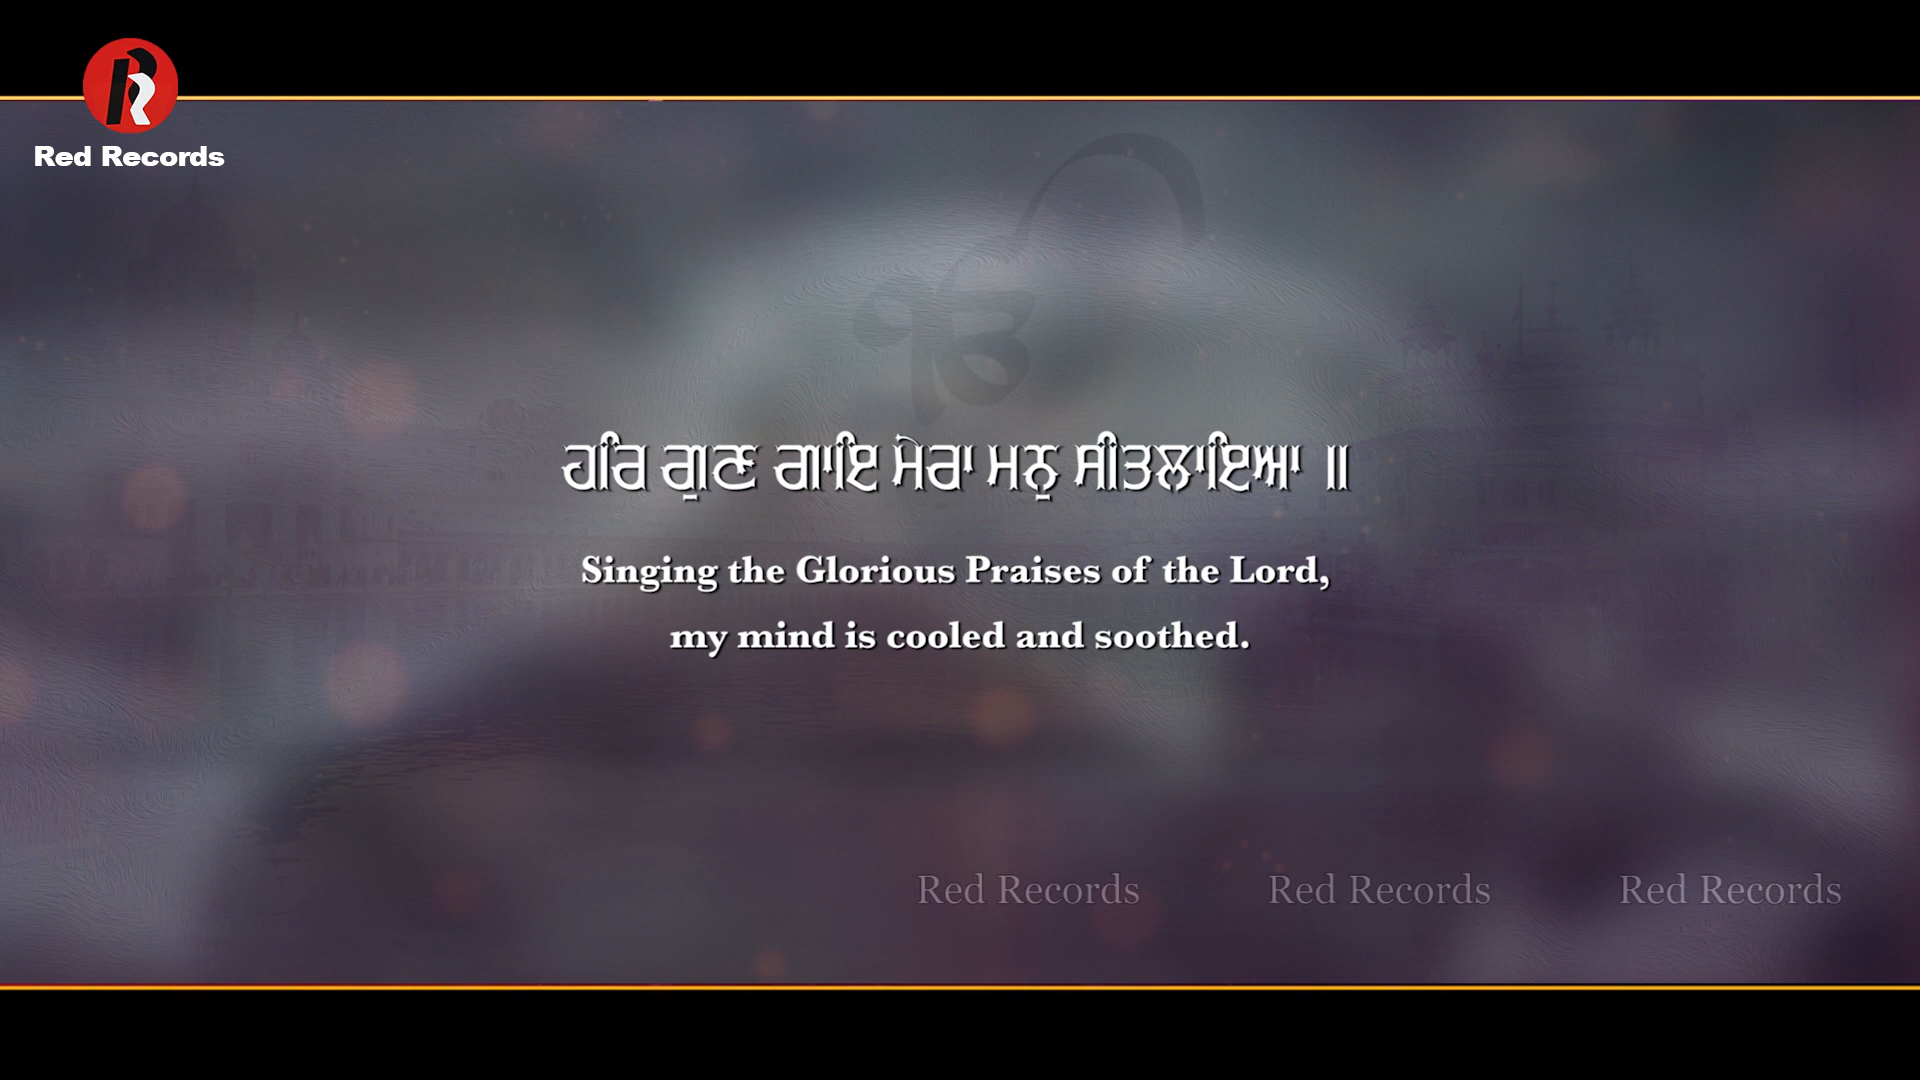 Red Records
ੴ
ਹਰਿ ਗੁਣ ਗਾਇ ਮੇਰਾ ਮਨੁ ਸੀਤਲਾਇਆ ॥
Singing the Glorious Praises of the Lord,
my mind is cooled and soothed.
Red Records Red Records Red Records